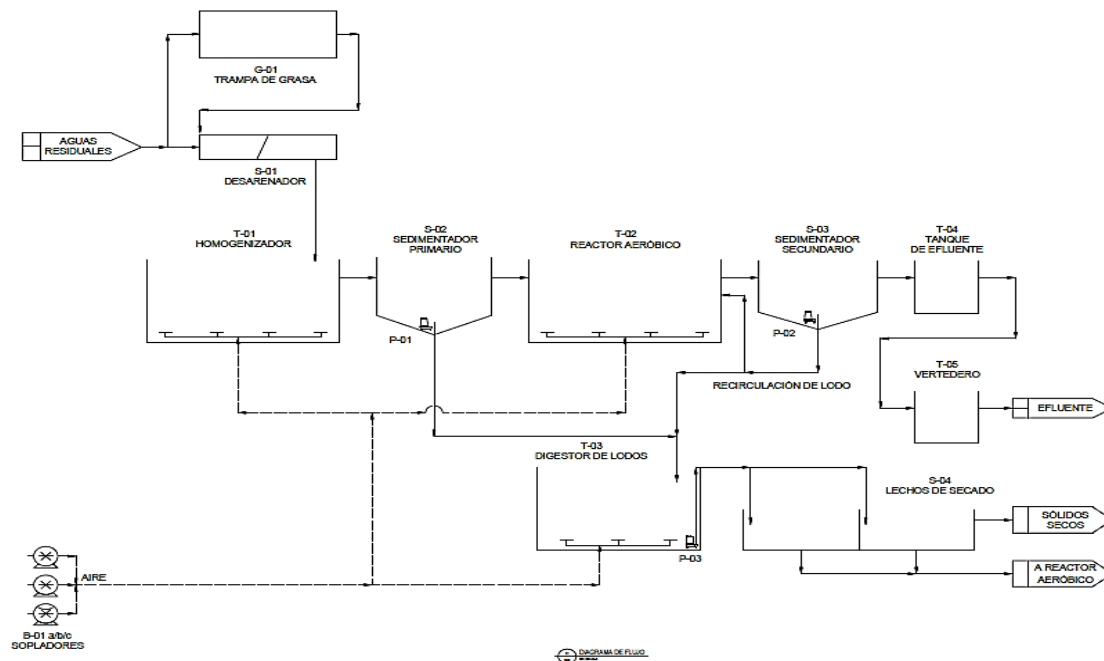 G-01
TRAMPA DE GRASA
AGUAS
RESIDUALES
S-01
DESARENADOR
T-01
HOMOGENIZADOR
S-02
SEDIMENTADOR
PRIMARIO
T-02
REACTOR AERÓBICO
S-03
SEDIMENTADOR
SECUNDARIO
T-04
TANQUE
DE EFLUENTE
P-01
P-02
RECIRCULACIÓN DE LODO
T-05
VERTEDERO
EFLUENTE
T-03
DIGESTOR DE LODOS
S-04
LECHOS DE SECADO
SÓLIDOS
SECOS
P-03
A REACTOR
AERÓBICO
AIRE
B-01 a/b/c
SOPLADORES
DIAGRAMA DE FLUJO